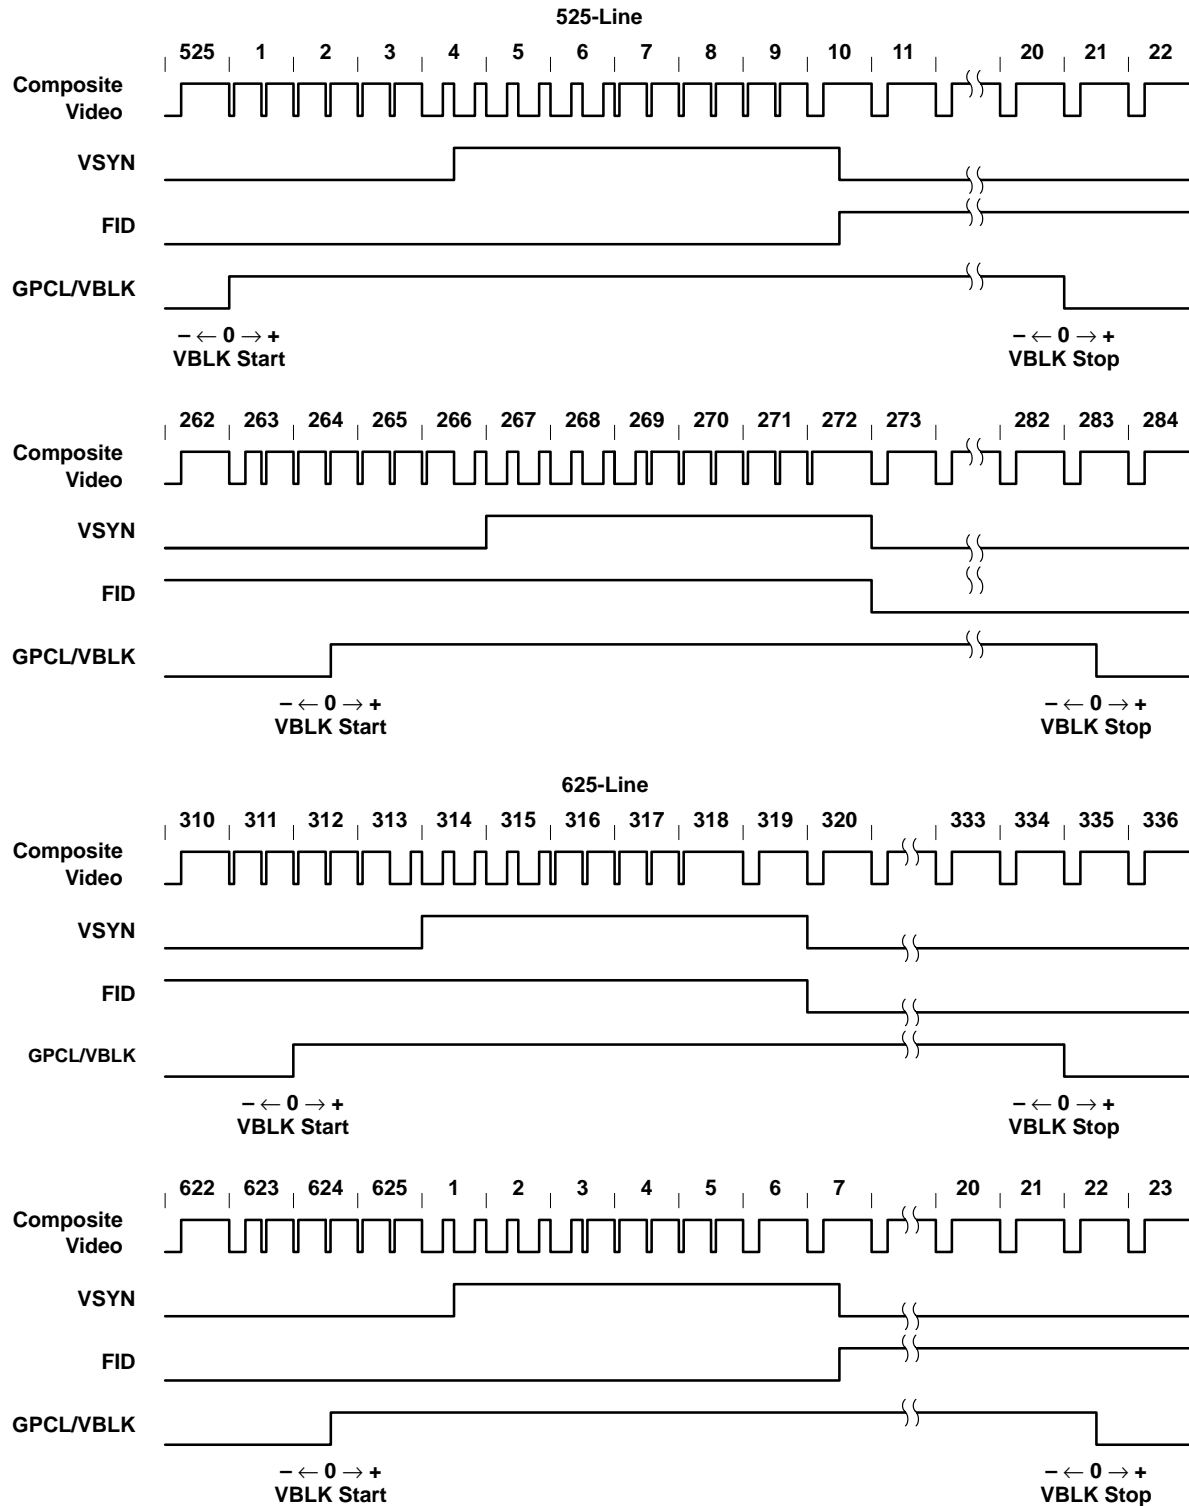 525-Line
525 1 2 3 4 5 6 7 8 9 10 11 20 21 22
Composite
Video
VSYN
FID
GPCL/VBLK
– ← 0 → +
VBLK Start
– ← 0 → +
VBLK Stop
262 263 264 265 266 267 268 269 270 271 272 273 282 283 284
Composite
Video
VSYN
FID
GPCL/VBLK
– ← 0 → +
VBLK Start
– ← 0 → +
VBLK Stop
625-Line
310 311 312 313 314 315 316 317 318 319 320 333 334 335 336
Composite
Video
VSYN
FID
GPCL/VBLK
– ← 0 → +
VBLK Start
– ← 0 → +
VBLK Stop
622 623 624 625 1 2 3 4 5 6 7 20 21 22 23
Composite
Video
VSYN
FID
GPCL/VBLK
– ← 0 → +
VBLK Start
– ← 0 → +
VBLK Stop